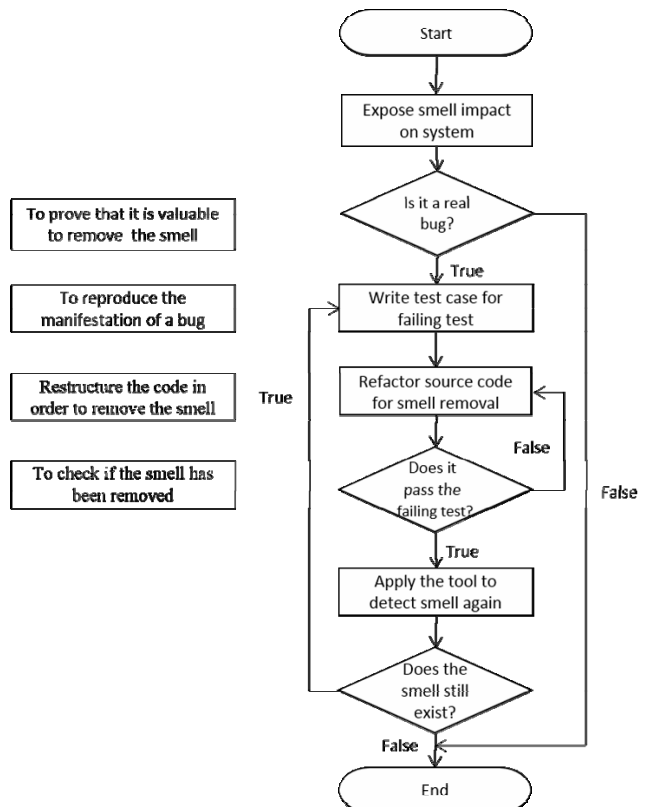 Start
Expose smell impact
on system
To prove that it is valuable
to remove the smell
Is it a real
bug?
True
To reproduce the
manifestation of a bug
Write test case for
failing test
Restructure the code in
order to remove the smell
True
Refactor source code
for smell removal
False
To check if the smell has
been removed
Does it
pass the
failing test?
False
True
Apply the tool to
detect smell again
Does the
smell still
exist?
False
End